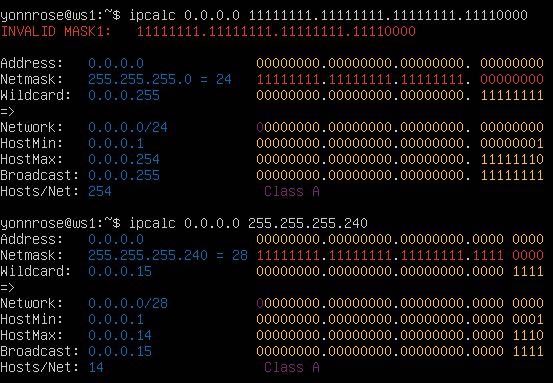 yonnrose@ws1:~$ ipcalc 0.0.0.0 11111111.11111111.11111111.11110000
INVALID MASK1:   11111111.11111111.11111111.11110000

Address:   0.0.0.0              00000000.00000000.00000000. 00000000
Netmask:   255.255.255.0 = 24   11111111.11111111.11111111. 00000000
Wildcard:  0.0.0.255            00000000.00000000.00000000. 11111111
=>
Network:   0.0.0.0/24           00000000.00000000.00000000. 00000000
HostMin:   0.0.0.1              00000000.00000000.00000000. 00000001
HostMax:   0.0.0.254            00000000.00000000.00000000. 11111110
Broadcast: 0.0.0.255            00000000.00000000.00000000. 11111111
Hosts/Net: 254                   Class A

yonnrose@ws1:~$ ipcalc 0.0.0.0 255.255.255.240
Address:   0.0.0.0              00000000.00000000.00000000.0000 0000
Netmask:   255.255.255.240 = 28 11111111.11111111.11111111.1111 0000
Wildcard:  0.0.0.15             00000000.00000000.00000000.0000 1111
=>
Network:   0.0.0.0/28           00000000.00000000.00000000.0000 0000
HostMin:   0.0.0.1              00000000.00000000.00000000.0000 0001
HostMax:   0.0.0.14             00000000.00000000.00000000.0000 1110
Broadcast: 0.0.0.15             00000000.00000000.00000000.0000 1111
Hosts/Net: 14                    Class A